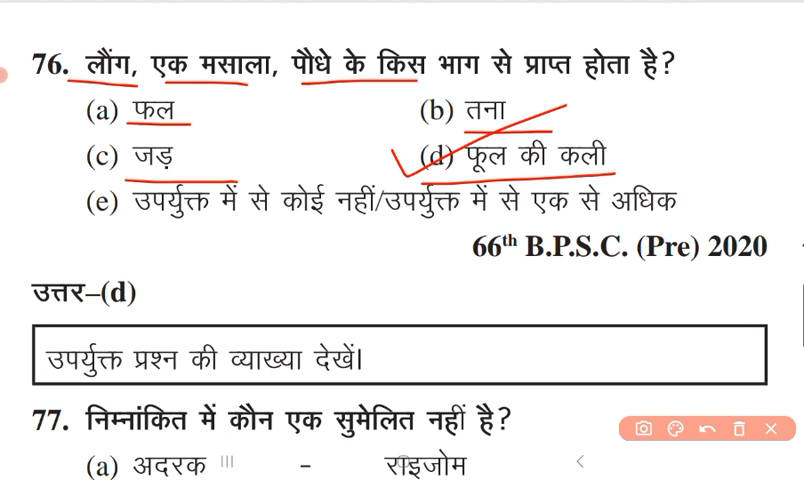 76. लौंग, एक मसाला, पौधे के किस भाग से प्राप्त होता है?
(a) फल (b) तना
(c) जड़ (d) फूल की कली
(e) उपर्युक्त में से कोई नहीं/उपर्युक्त में से एक से अधिक
66th B.P.S.C. (Pre) 2020
उत्तर–(d)
उपर्युक्त प्रश्न की व्याख्या देखें।
77. निम्नांकित में कौन एक सुमेलित नहीं है?
(a) अदरक – राइजोम